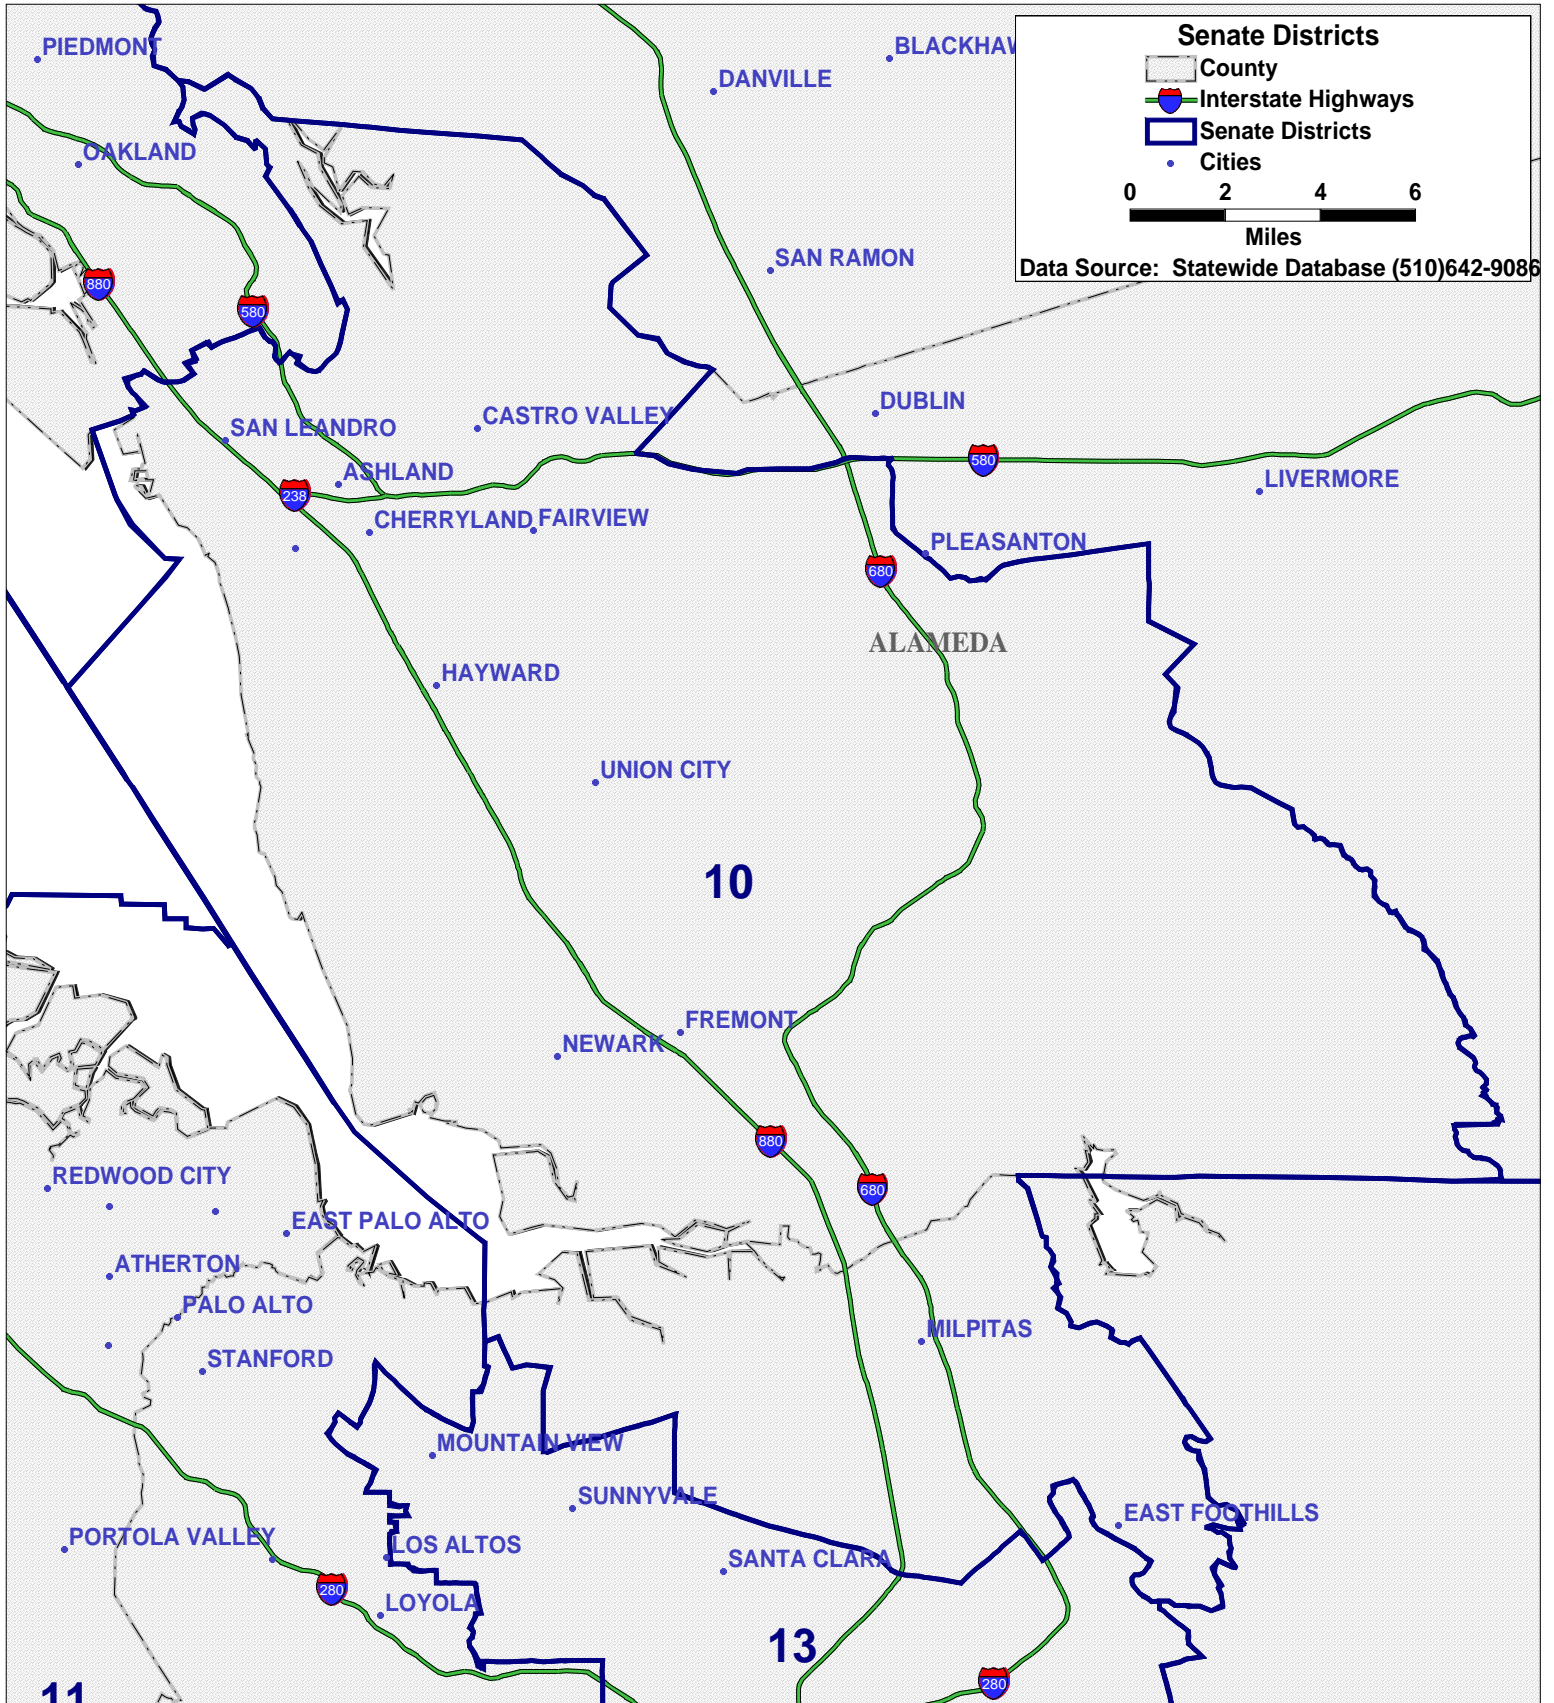 Senate Districts
County
Interstate Highways
Senate Districts
Cities
0 2 4 6
Miles
Data Source: Statewide Database (510)642-9086
PIEDMONT
DANVILLE
OAKLAND
SAN RAMON
880
580
DUBLIN
CASTRO VALLEY
SAN LEANDRO
580
ASHLAND
LIVERMORE
238
CHERRYLAND
FAIRVIEW
PLEASANTON
680
ALAMEDA
HAYWARD
UNION CITY
10
FREMONT
NEWARK
880
REDWOOD CITY
680
EAST PALO ALTO
ATHERTON
PALO ALTO
MILPITAS
STANFORD
MOUNTAIN VIEW
SUNNYVALE
EAST FOOTHILLS
PORTOLA VALLEY
LOS ALTOS
SANTA CLARA
280
LOYOLA
13
280
11